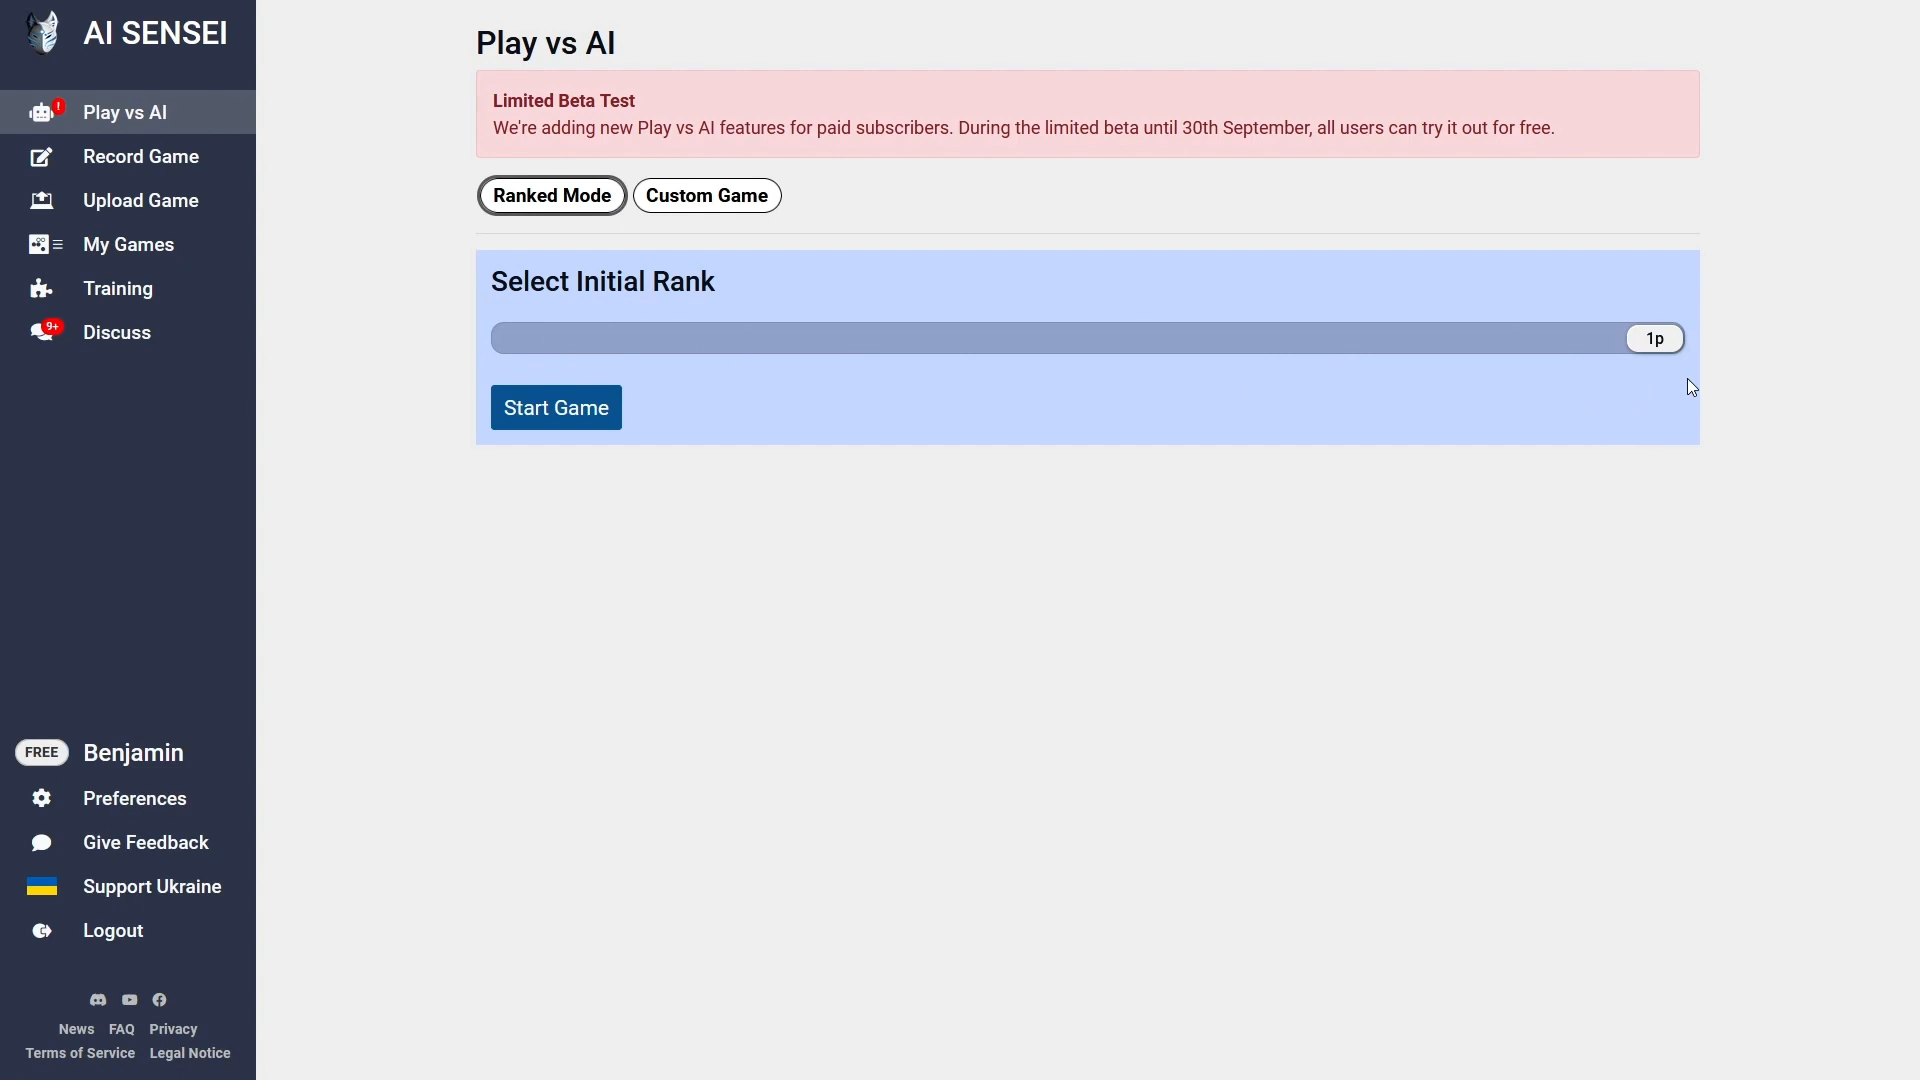 AI SENSEI
!
Play vs AI
Record Game
Upload Game
My Games
Training
9+
Discuss
FREE
Benjamin
Preferences
Give Feedback
Support Ukraine
Logout
News FAQ Privacy
Terms of Service Legal Notice
Play vs AI
Limited Beta Test
We're adding new Play vs AI features for paid subscribers. During the limited beta until 30th September, all users can try it out for free.
Ranked Mode
Custom Game
Select Initial Rank
1p
Start Game